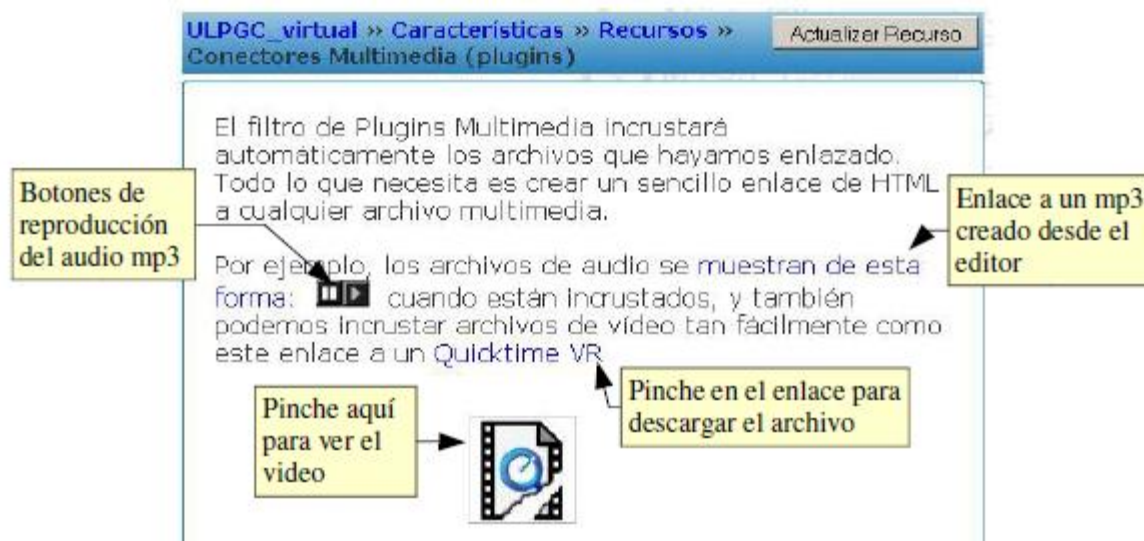 ULPGC_virtual » Características » Recursos »
Conectores Multimedia (plugins)
Actualizar Recurso
El filtro de Plugins Multimedia incrustará
automáticamente los archivos que hayamos enlazado.
Todo lo que necesita es crear un sencillo enlace de HTML
a cualquier archivo multimedia.
Botones de
reproducción
del audio mp3
Enlace a un mp3
creado desde el
editor
Por ejemplo, los archivos de audio se muestran de esta
forma: cuando están incrustados, y también
podemos incrustar archivos de vídeo tan fácilmente como
este enlace a un Quicktime VR
Pinche en el enlace para
descargar el archivo
Pinche aquí
para ver el
video